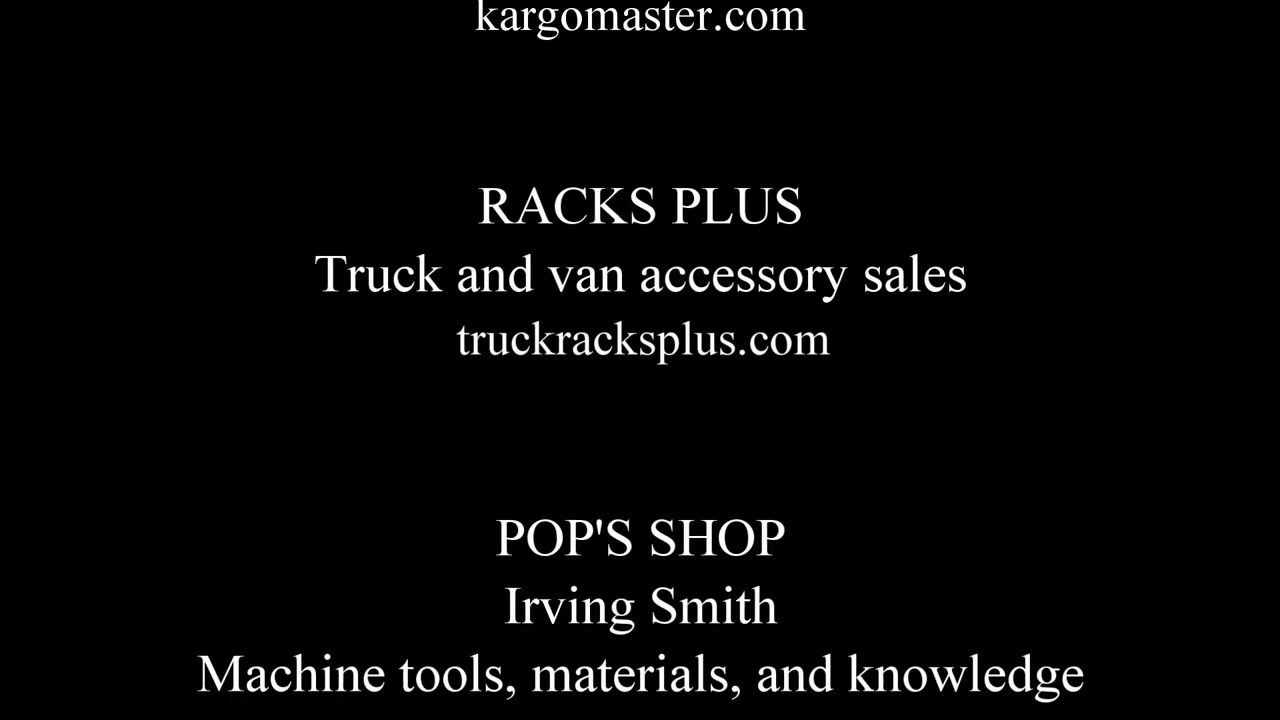 kargomaster.com
RACKS PLUS
Truck and van accessory sales
truckracksplus.com
POP'S SHOP
Irving Smith
Machine tools, materials, and knowledge